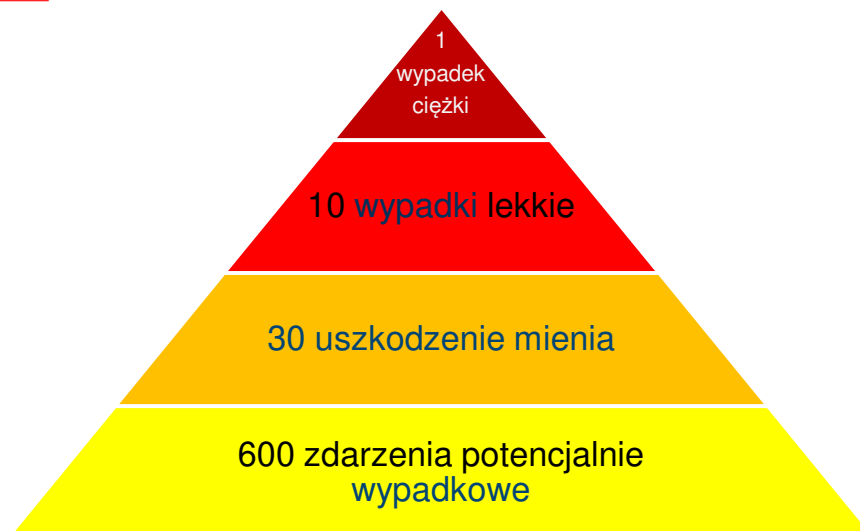 1
wypadek
ciężki
10 wypadki lekkie
30 uszkodzenie mienia
600 zdarzenia potencjalnie
wypadkowe